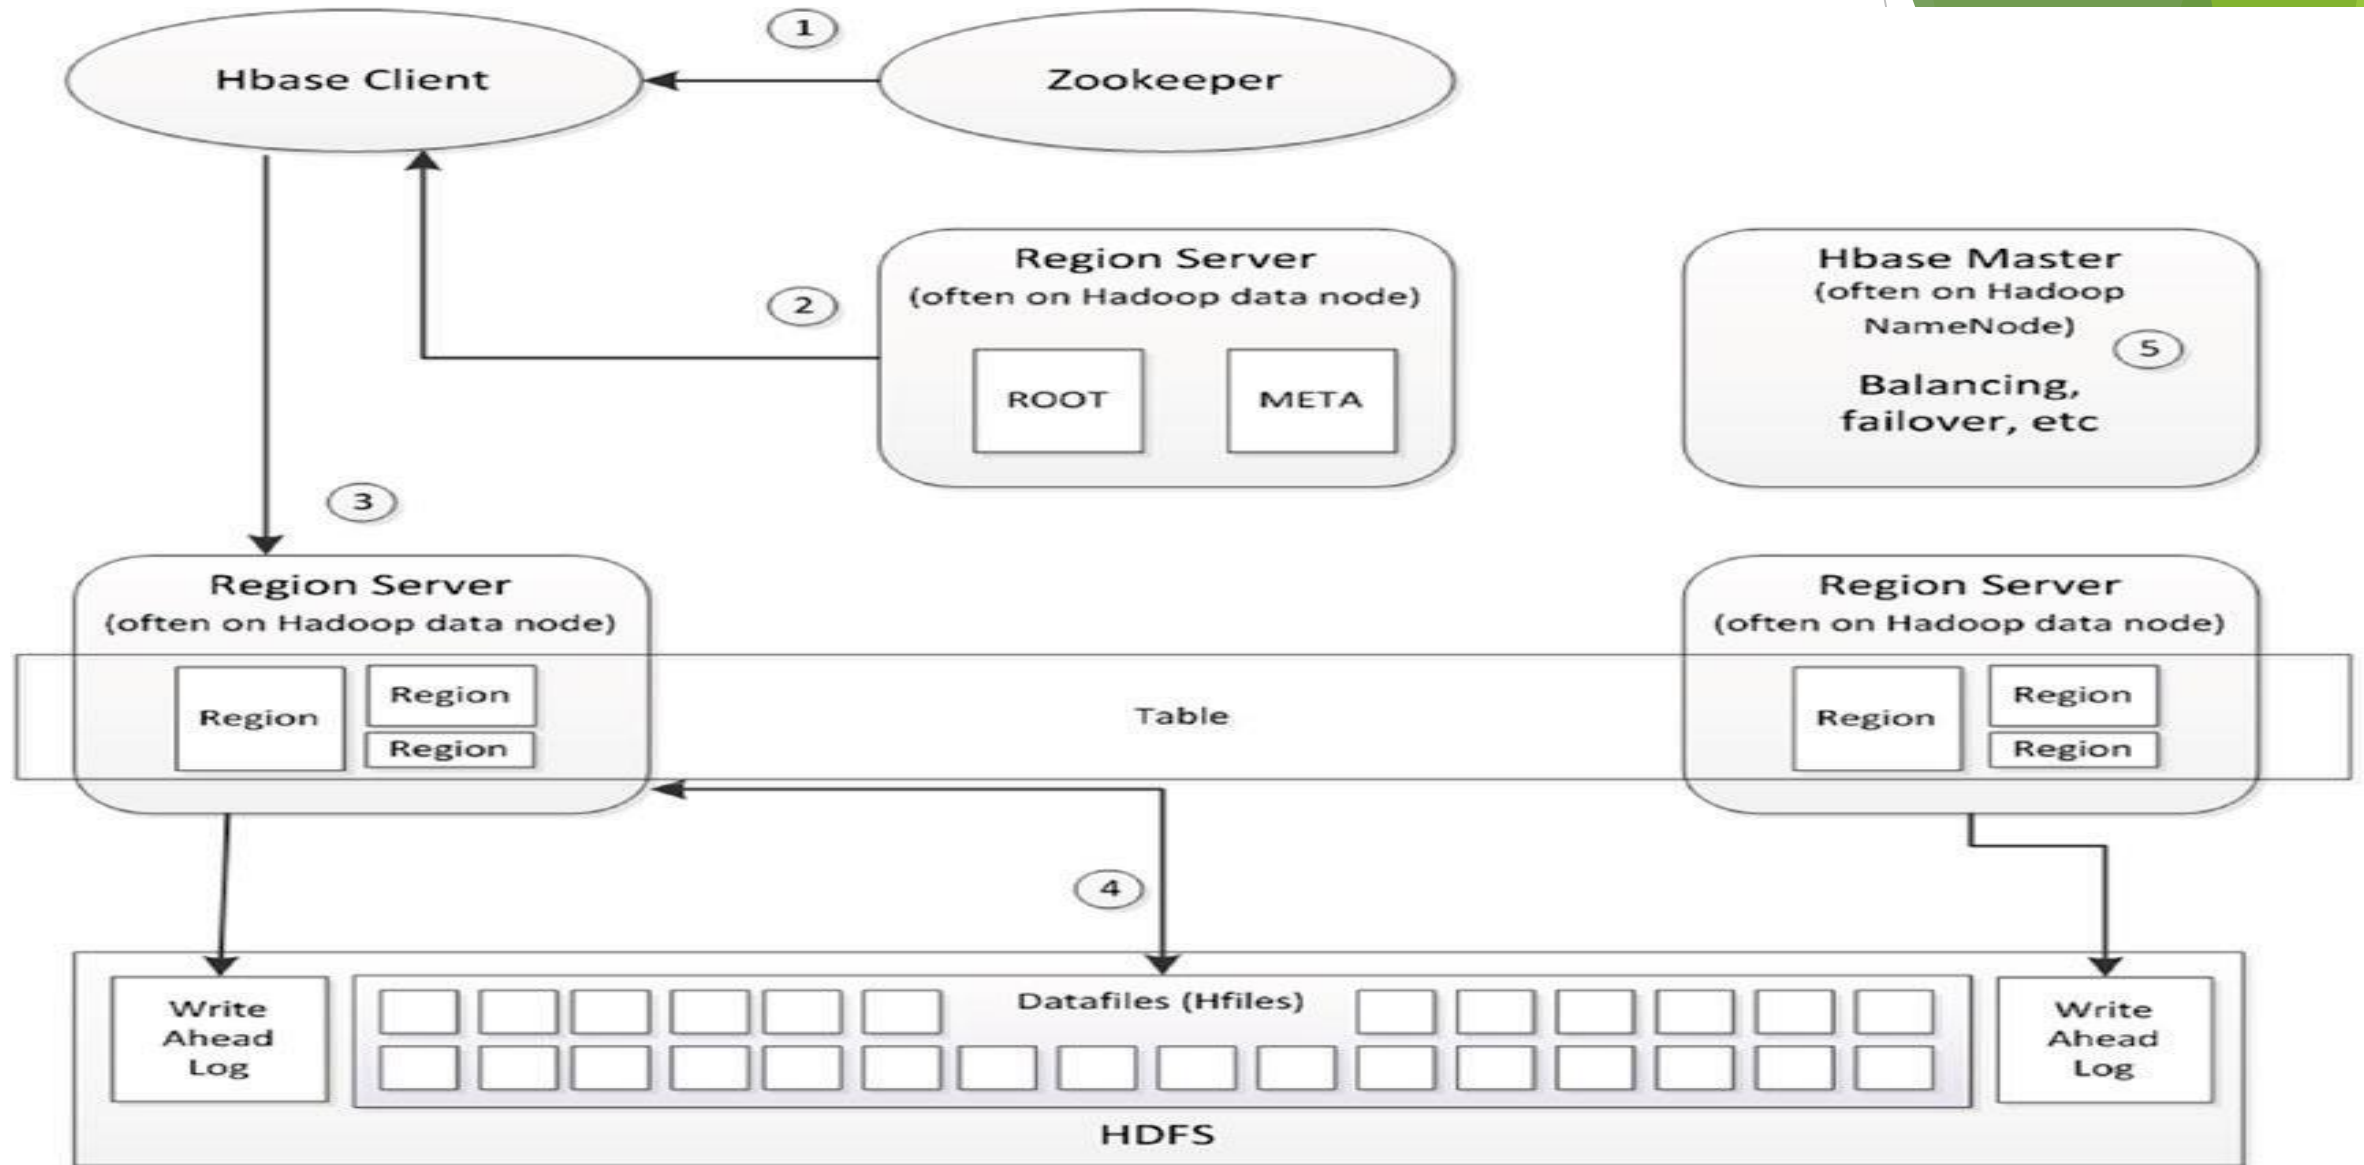 1
Hbase Client
Zookeeper
Region Server
(often on Hadoop data node)
2
ROOT
META
Hbase Master
(often on Hadoop
NameNode)
5
Balancing,
failover, etc
3
Region Server
(often on Hadoop data node)
Region
Region
Region
Table
Region Server
(often on Hadoop data node)
Region
Region
Region
4
Write
Ahead
Log
Datafiles (Hfiles)
Write
Ahead
Log
HDFS